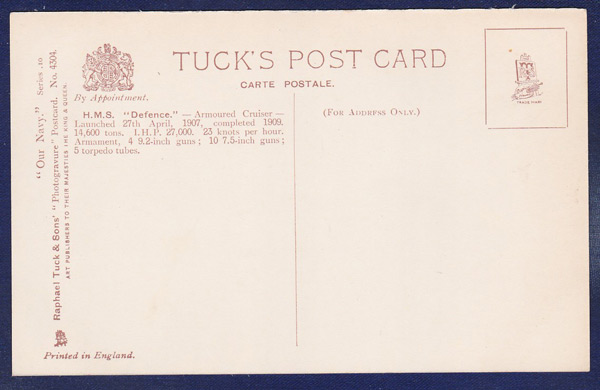 TUCK'S POST CARD
CARTE POSTALE.
By Appointment.
H.M.S. "Defence." — Armoured Cruiser —
Launched 27th April, 1907, completed 1909.
14,600 tons. I.H.P. 27,000. 23 knots per hour.
Armament, 4 9.2-inch guns; 10 7.5-inch guns;
5 torpedo tubes.
(For Address Only.)
TRADE MARK
"Our Navy," Series 10
Raphael Tuck & Sons' "Photogravure" Postcard. No. 4304.
ART PUBLISHERS TO THEIR MAJESTIES THE KING & QUEEN.
Printed in England.